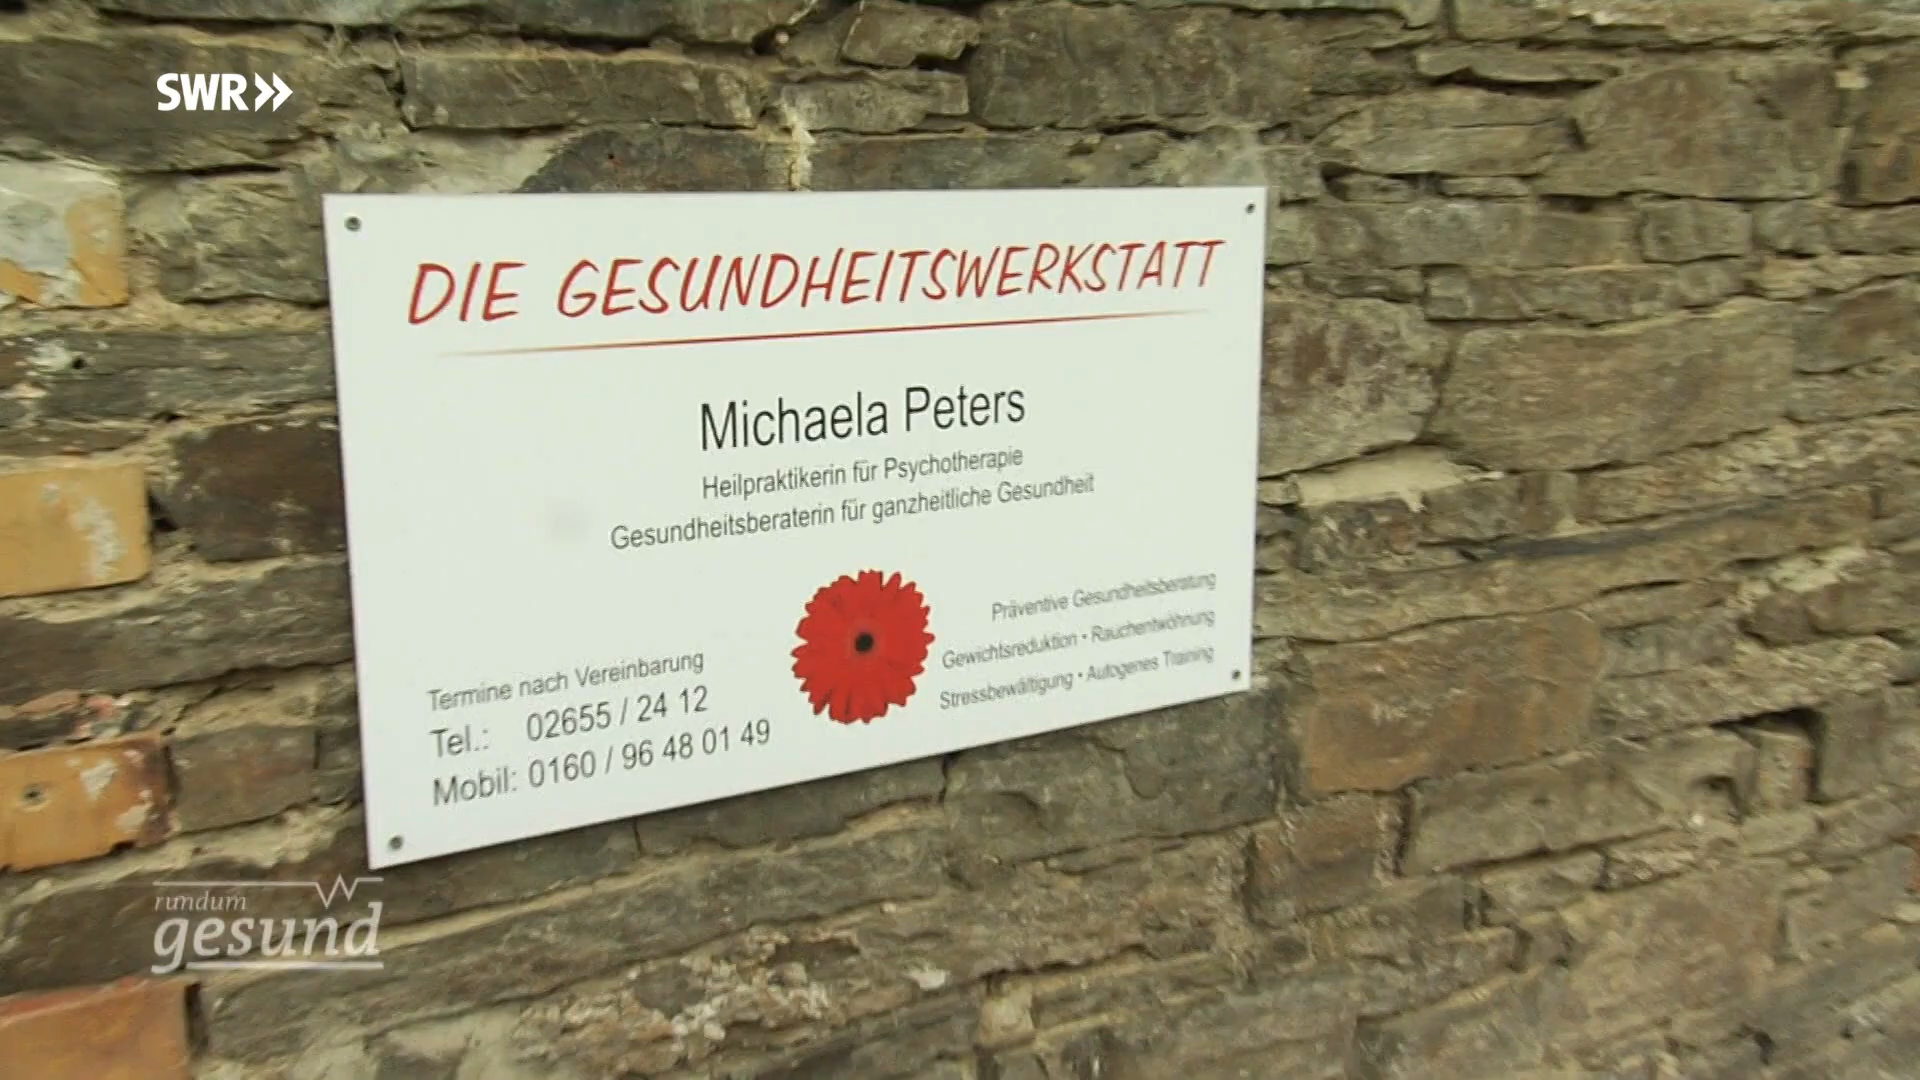 SWR»
DIE GESUNDHEITSWERKSTATT
Michaela Peters
Heilpraktikerin für Psychotherapie
Gesundheitsberaterin für ganzheitliche Gesundheit
Präventive Gesundheitsberatung
Gewichtsreduktion • Rauchentwöhnung
Stressbewältigung • Autogenes Training
Termine nach Vereinbarung
Tel.: 02655 / 24 12
Mobil: 0160 / 96 48 01 49
rundum
gesund